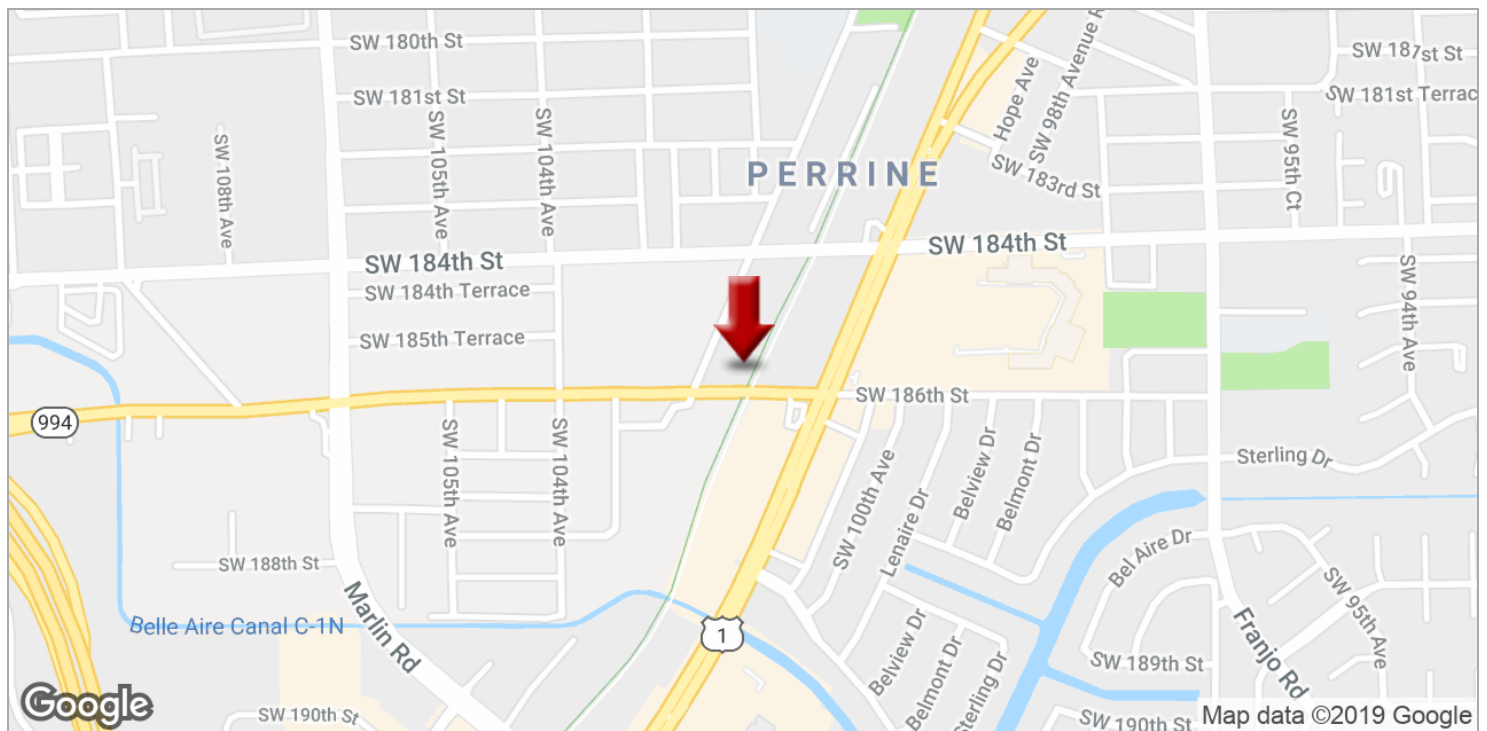 SW 180th St
SW 187st St
SW 181st St
SW 181st Terrac
Hope Ave
SW 98th Avenue R
SW 108th Ave
SW 105th Ave
SW 104th Ave
SW 95th Ct
PERRINE
SW 183rd St
SW 184th St
SW 184th St
SW 184th Terrace
SW 94th Ave
SW 185th Terrace
SW 186th St
994
SW 105th Ave
SW 104th Ave
SW 100th Ave
Lenaire Dr
Belview Dr
Belmont Dr
Sterling Dr
SW 188th St
Bel Aire Dr
Marlin Rd
Belle Aire Canal C-1N
1
SW 95th Ave
Franjo Rd
Belview Dr
Belmont Dr
Sterling Dr
SW 189th St
Google
SW 190th St
SW 190th St
Map data ©2019 Google